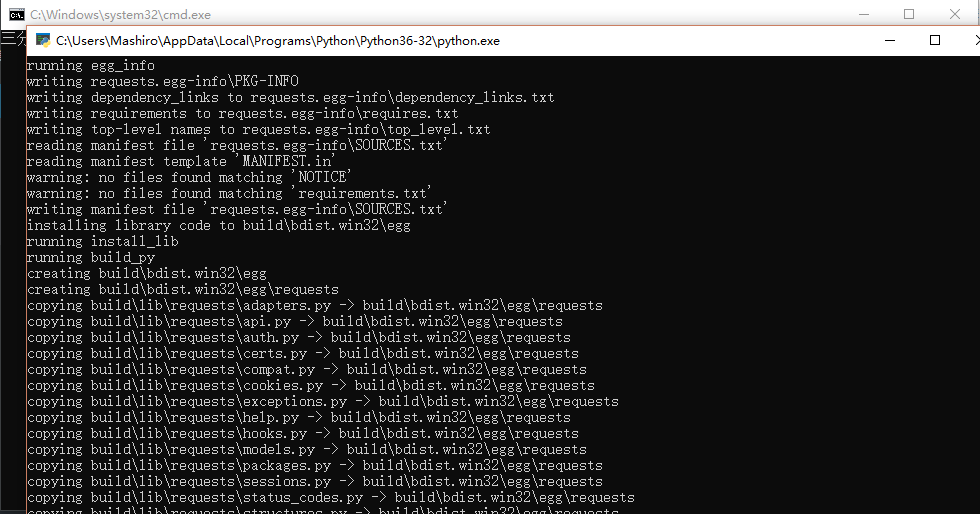 C:\Windows\system32\cmd.exe
三分
C:\Users\Mashiro\AppData\Local\Programs\Python\Python36-32\python.exe
running egg_info
writing requests.egg-info\PKG-INFO
writing dependency_links to requests.egg-info\dependency_links.txt
writing requirements to requests.egg-info\requires.txt
writing top-level names to requests.egg-info\top_level.txt
reading manifest file 'requests.egg-info\SOURCES.txt'
reading manifest template 'MANIFEST.in'
warning: no files found matching 'NOTICE'
warning: no files found matching 'requirements.txt'
writing manifest file 'requests.egg-info\SOURCES.txt'
installing library code to build\bdist.win32\egg
running install_lib
running build_py
creating build\bdist.win32\egg
creating build\bdist.win32\egg\requests
copying build\lib\requests\adapters.py -> build\bdist.win32\egg\requests
copying build\lib\requests\api.py -> build\bdist.win32\egg\requests
copying build\lib\requests\auth.py -> build\bdist.win32\egg\requests
copying build\lib\requests\certs.py -> build\bdist.win32\egg\requests
copying build\lib\requests\compat.py -> build\bdist.win32\egg\requests
copying build\lib\requests\cookies.py -> build\bdist.win32\egg\requests
copying build\lib\requests\exceptions.py -> build\bdist.win32\egg\requests
copying build\lib\requests\help.py -> build\bdist.win32\egg\requests
copying build\lib\requests\hooks.py -> build\bdist.win32\egg\requests
copying build\lib\requests\models.py -> build\bdist.win32\egg\requests
copying build\lib\requests\packages.py -> build\bdist.win32\egg\requests
copying build\lib\requests\sessions.py -> build\bdist.win32\egg\requests
copying build\lib\requests\status_codes.py -> build\bdist.win32\egg\requests
copying build\lib\requests\structures.py -> build\bdist.win32\egg\requests